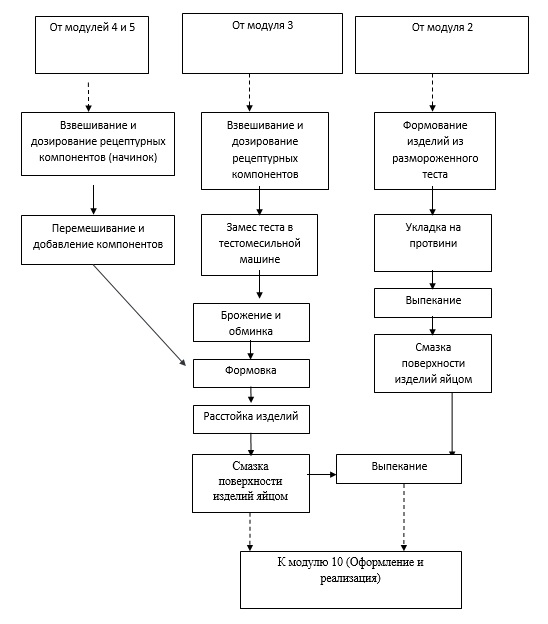 От модулей 4 и 5
От модуля 3
От модуля 2
Взвешивание и
дозирование рецептурных
компонентов (начинок)
Взвешивание и
дозирование
рецептурных
компонентов
Формование
изделий из
размороженного
теста
Перемешивание и
добавление компонентов
Замес теста в
тестомесильной
машине
Укладка на
протвини
Выпекание
Брожение и
обминка
Смазка
поверхности
изделий яйцом
Формовка
Расстойка изделий
Смазка
поверхности
изделий яйцом
Выпекание
К модулю 10 (Оформление и
реализация)